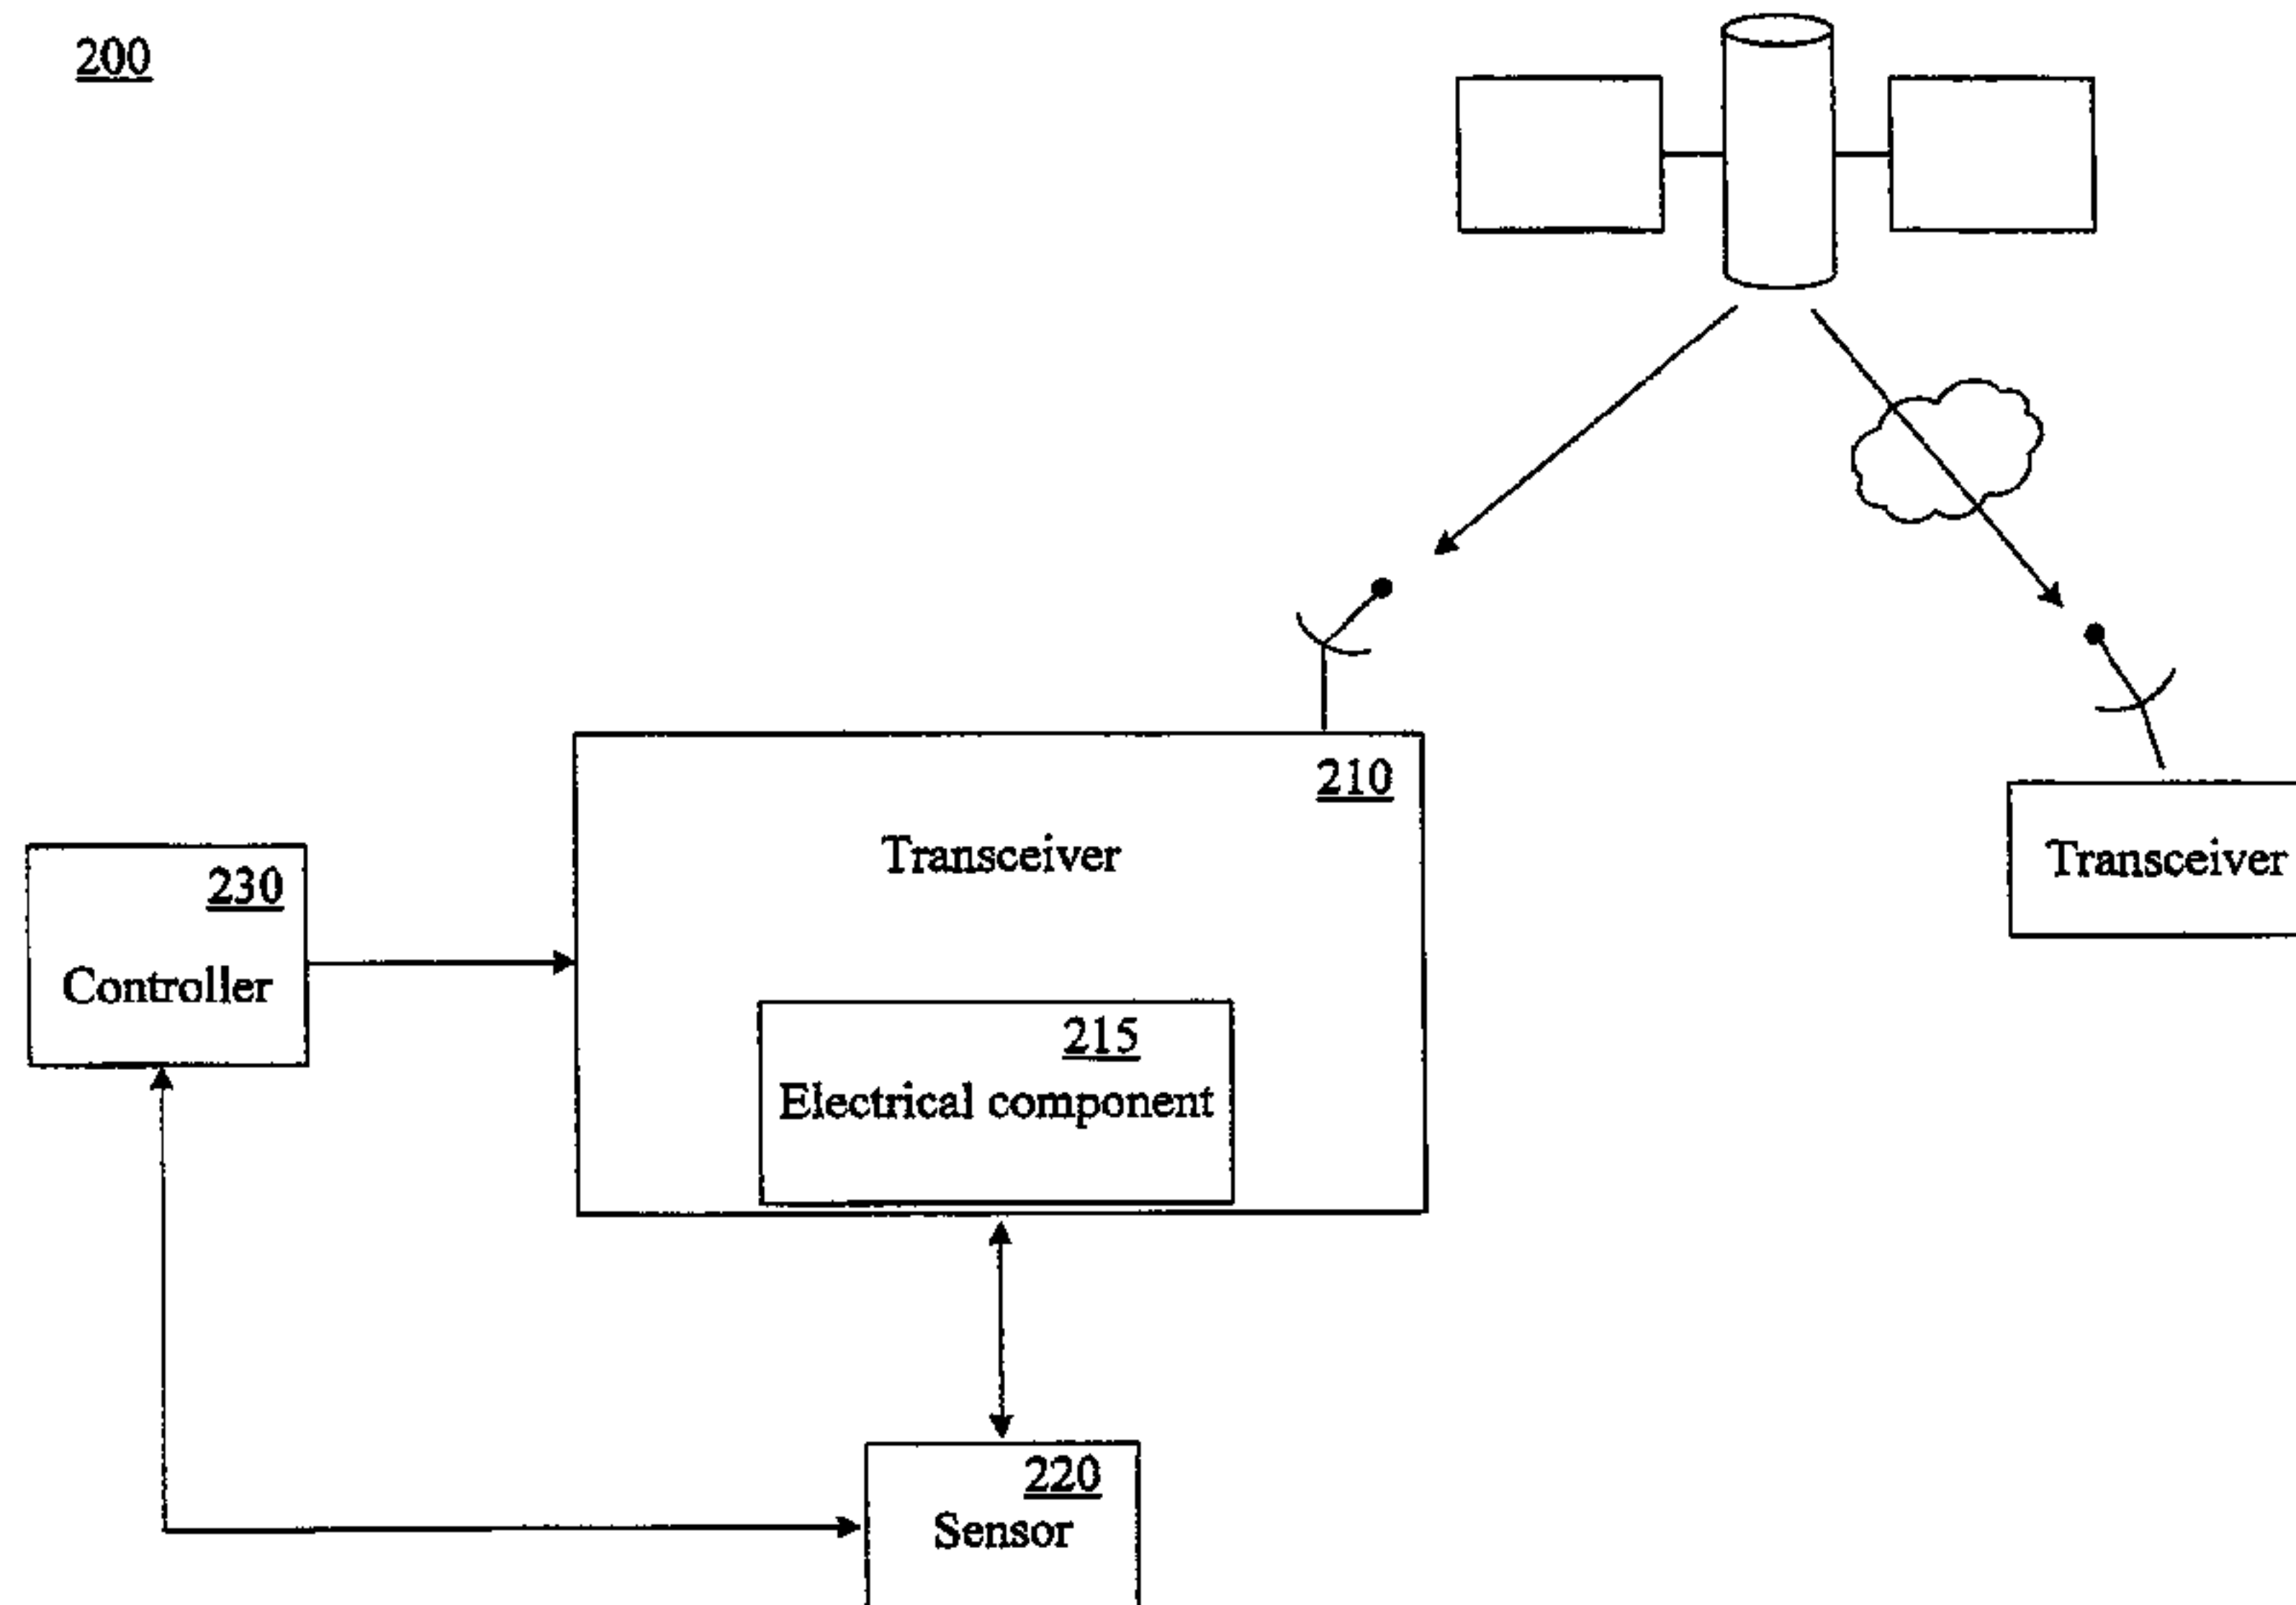 200
210
Transceiver
Transceiver
230
Controller
215
Electrical component
220
Sensor